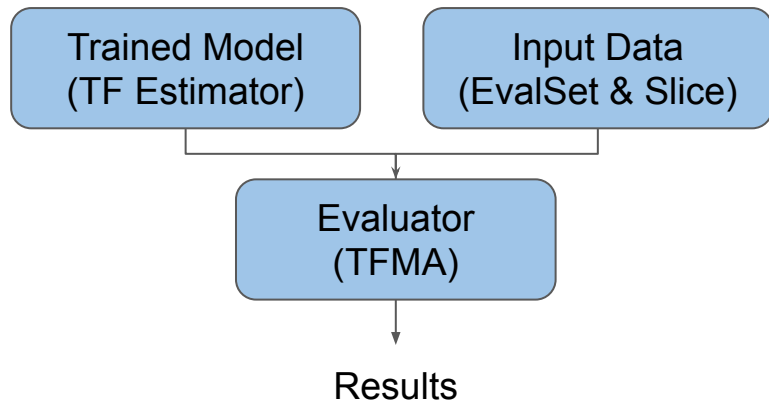 Trained Model
(TF Estimator)
Input Data
(EvalSet & Slice)
Evaluator
(TFMA)
Results